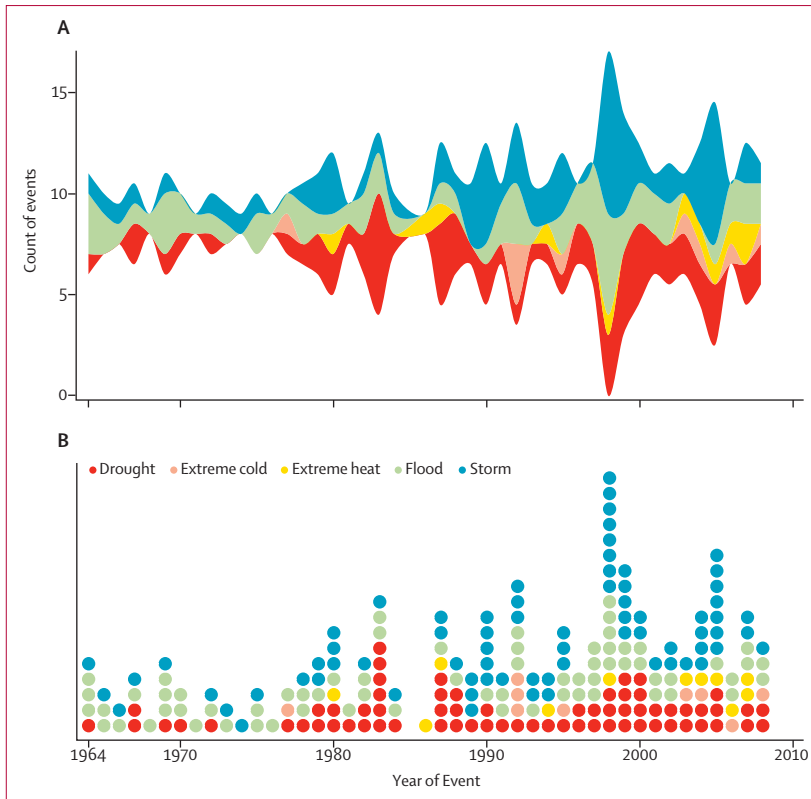 A
15
10
5
0
Count of events
B
Drought Extreme cold Extreme heat Flood Storm
1964 1970 1980 1990 2000 2010
Year of Event